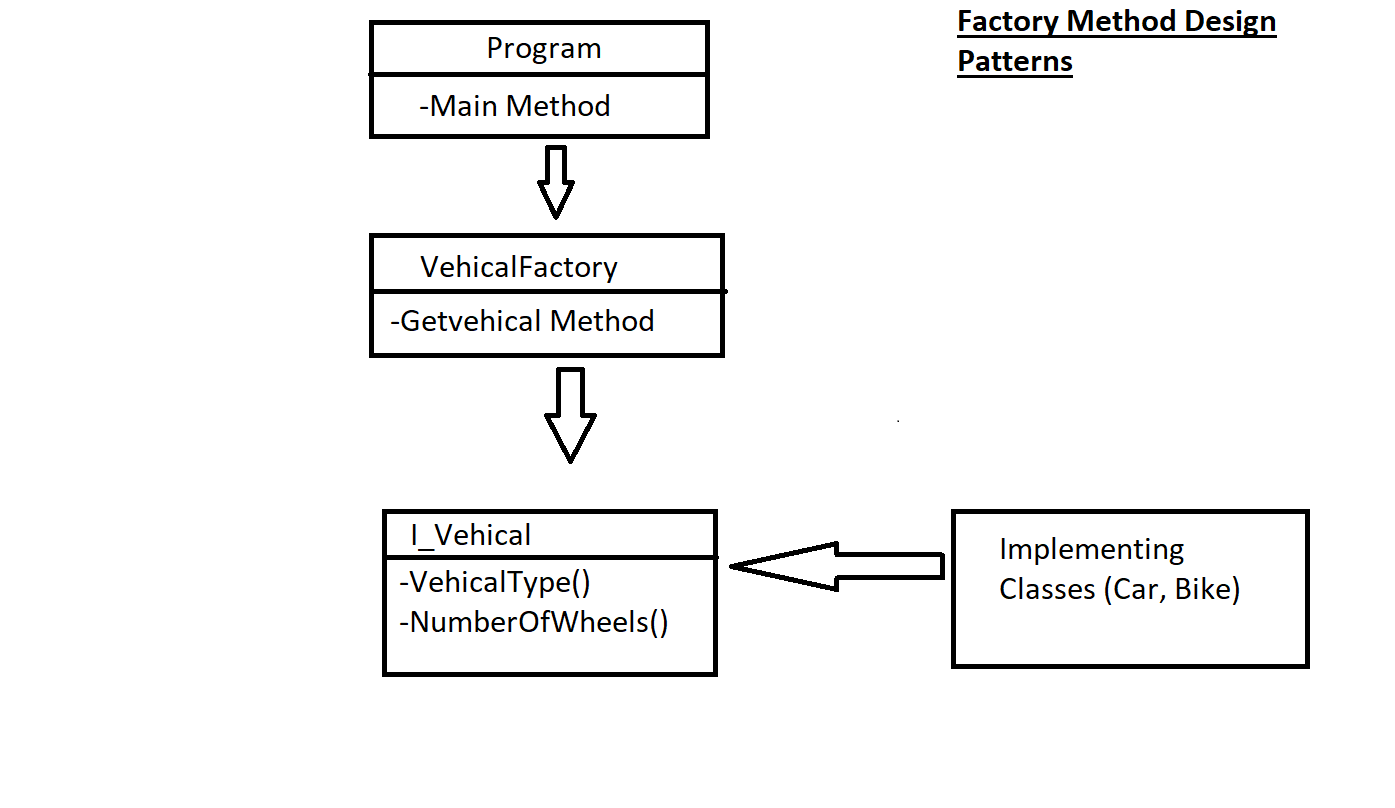 Factory Method Design
Patterns
Program
-Main Method
VehicalFactory
-Getvehical Method
I_Vehical
-VehicalType()
-NumberOfWheels()
Implementing
Classes (Car, Bike)